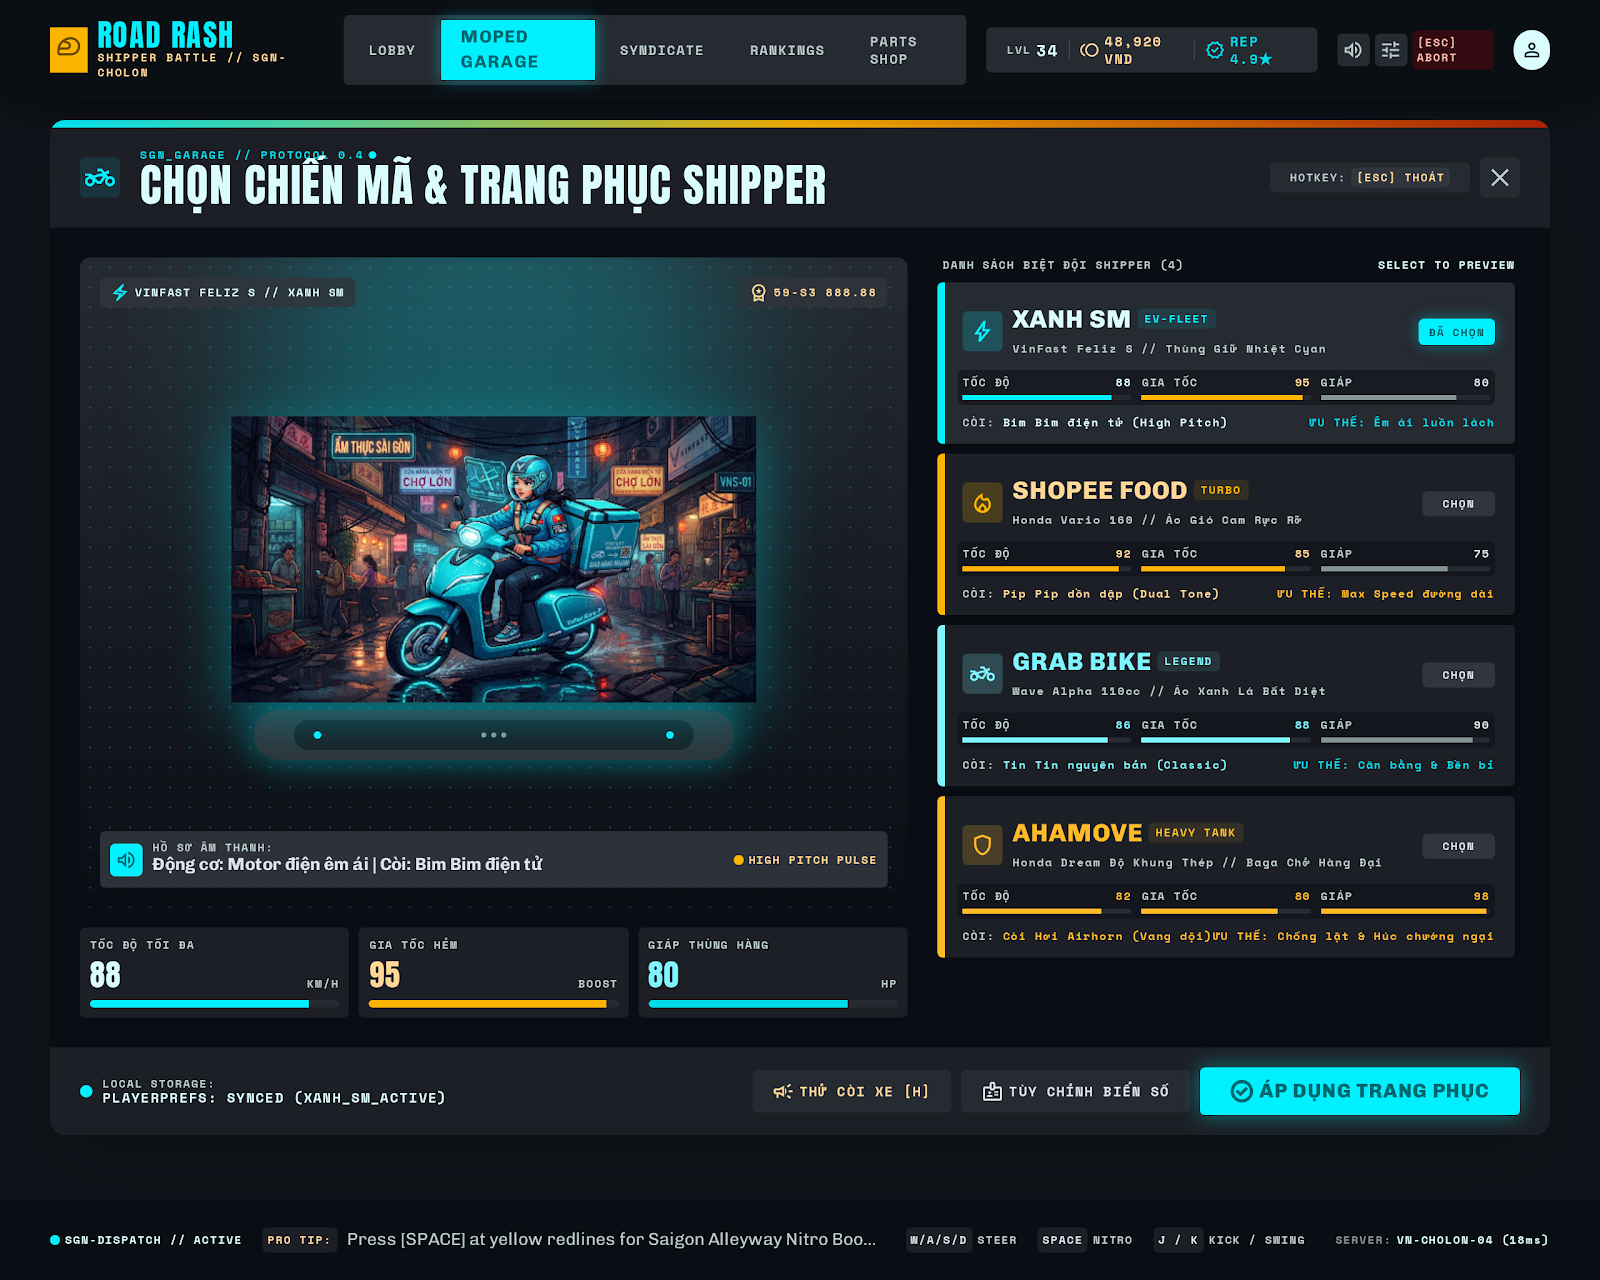 ROAD RASH
SHIPPER BATTLE // SGN-
CHOLON
LOBBY
MOPED
GARAGE
SYNDICATE
RANKINGS
PARTS
SHOP
LVL 34
48,920
VND
REP
4.9★
[ESC]
ABORT
SGN_GARAGE // PROTOCOL 0.4
CHỌN CHIẾN MÃ & TRANG PHỤC SHIPPER
HOTKEY: [ESC] THOÁT
VINFAST FELIZ S // XANH SM
59-S3 888.88
ẨM THỰC SÀI GÒN
CHỢ LỚN
VINFAST
CHỢ LỚN
VINFAST
VNS-01
HỒ SƠ ÂM THANH:
Động cơ: Motor điện êm ái | Còi: Bim Bim điện tử
HIGH PITCH PULSE
TỐC ĐỘ TỐI ĐA
88
KM/H
GIA TỐC HẺM
95
BOOST
GIÁP THÙNG HÀNG
80
HP
DANH SÁCH BIỆT ĐỘI SHIPPER (4)
SELECT TO PREVIEW
XANH SM EV-FLEET
VinFast Feliz S // Thùng Giữ Nhiệt Cyan
ĐÃ CHỌN
TỐC ĐỘ 88 GIA TỐC 95 GIÁP 80
CÒI: Bim Bim điện tử (High Pitch)
ƯU THẾ: Êm ái luồn lách
SHOPEE FOOD TURBO
Honda Vario 160 // Áo Gió Cam Rực Rỡ
CHỌN
TỐC ĐỘ 92 GIA TỐC 85 GIÁP 75
CÒI: Pip Pip dồn dập (Dual Tone)
ƯU THẾ: Max Speed đường dài
GRAB BIKE LEGEND
Wave Alpha 110cc // Áo Xanh Lá Bất Diệt
CHỌN
TỐC ĐỘ 86 GIA TỐC 88 GIÁP 90
CÒI: Tin Tin nguyên bản (Classic)
ƯU THẾ: Cân bằng & Bền bỉ
AHAMOVE HEAVY TANK
Honda Dream Độ Khung Thép // Baga Chở Hàng Đại
CHỌN
TỐC ĐỘ 82 GIA TỐC 80 GIÁP 98
CÒI: Còi Hơi Airhorn (Vang dội)
ƯU THẾ: Chống lật & Húc chướng ngại
LOCAL STORAGE:
PLAYERPREFS: SYNCED (XANH_SM_ACTIVE)
THỬ CÒI XE [H]
TÙY CHỈNH BIỂN SỐ
ÁP DỤNG TRANG PHỤC
SGN-DISPATCH // ACTIVE
PRO TIP: Press [SPACE] at yellow redlines for Saigon Alleyway Nitro Boo...
W/A/S/D STEER
SPACE NITRO
J / K KICK / SWING
SERVER: VN-CHOLON-04 (18ms)